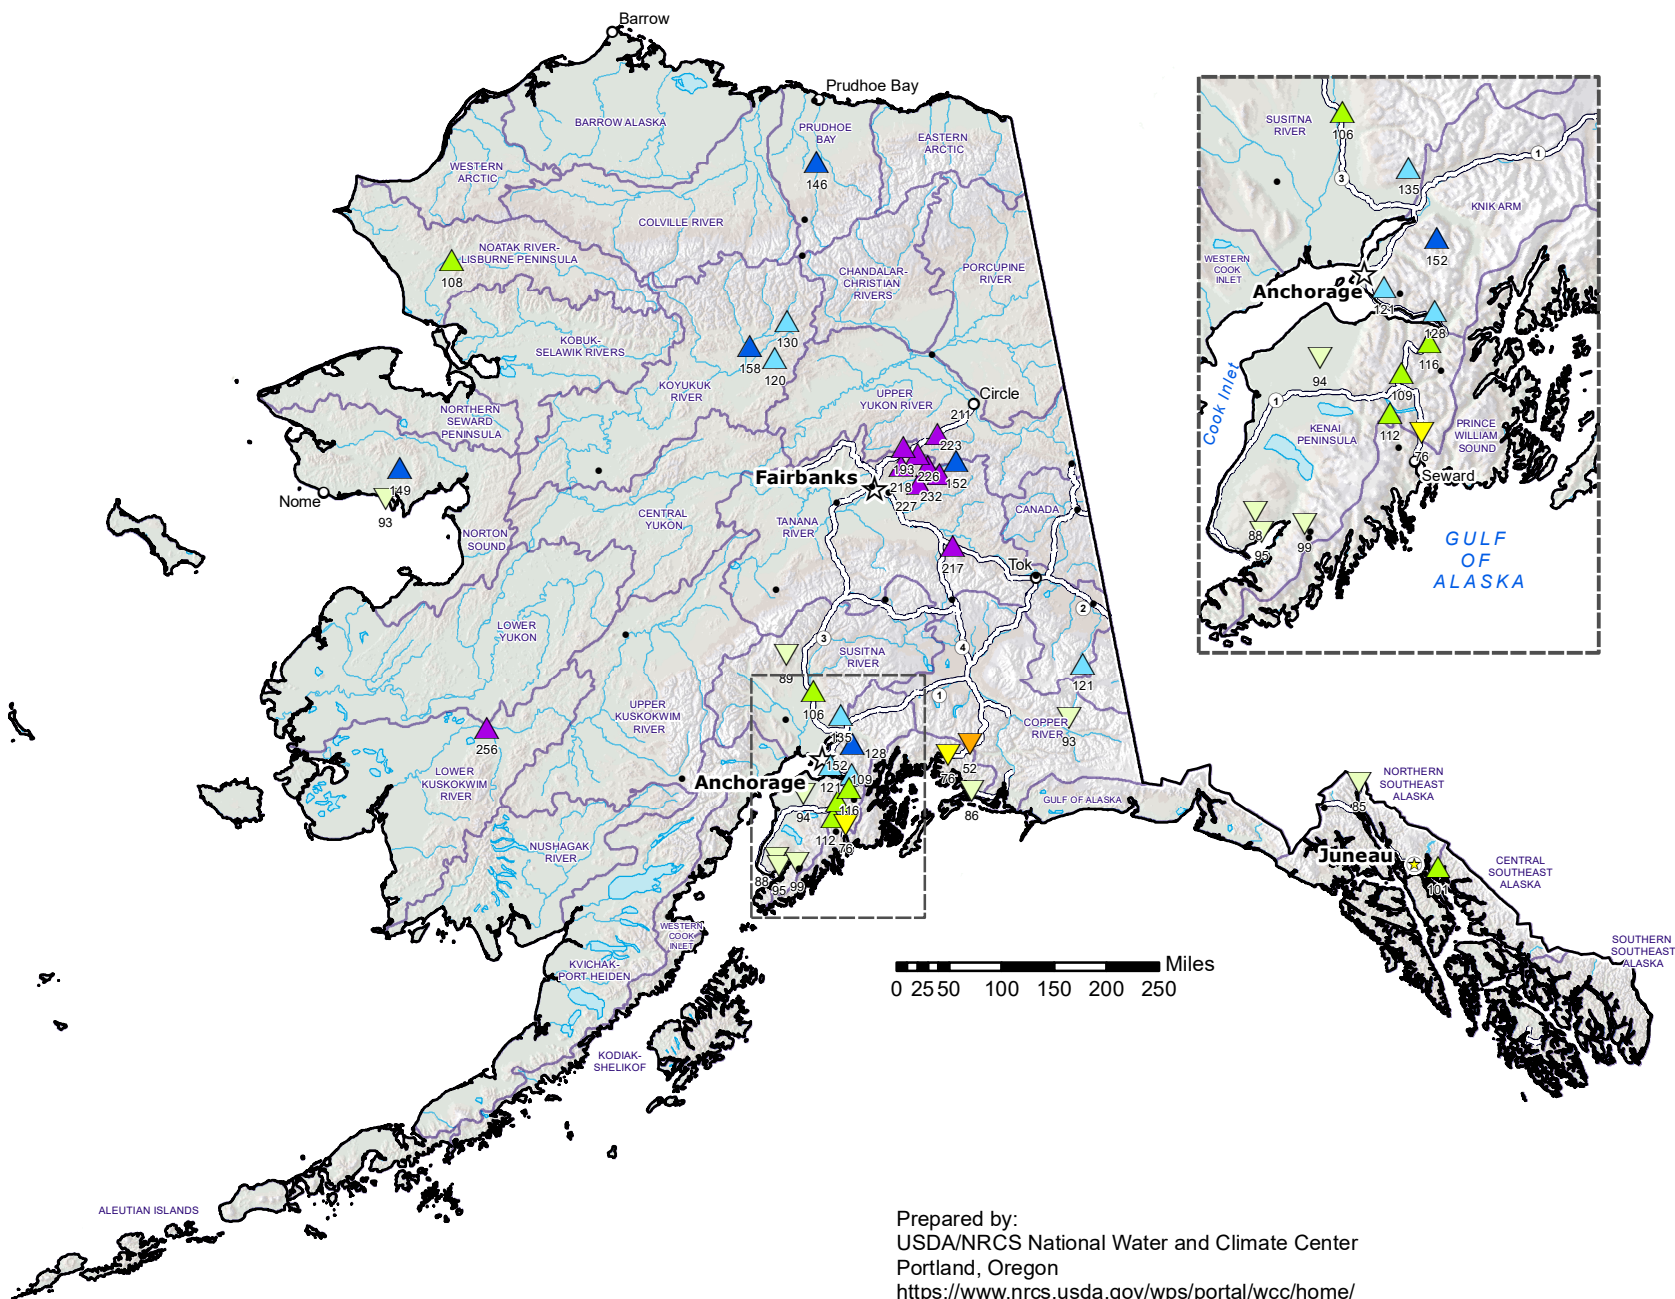 Barrow
Prudhoe Bay
BARROW ALASKA
PRUDHOE
BAY
EASTERN
ARCTIC
WESTERN
ARCTIC
146
COLVILLE RIVER
NOATAK RIVER-
LISBURNE PENINSULA
108
CHANDALAR-
CHRISTIAN
RIVERS
PORCUPINE
RIVER
KOBUK-
SELAWIK RIVERS
130
158
120
KOYUKUK
RIVER
UPPER
YUKON RIVER
Circle
211
NORTHERN
SEWARD
PENINSULA
223
193
226
152
218
232
227
Fairbanks
149
Nome
93
CENTRAL
YUKON
TANANA
RIVER
CANADA
NORTON
SOUND
217
Tok
2
LOWER
YUKON
3
4
SUSITNA
RIVER
89
121
106
1
UPPER
KUSKOKWIM
RIVER
COPPER
RIVER
93
135
256
128
152
76
52
LOWER
KUSKOKWIM
RIVER
Anchorage
109
121
94
116
86
GULF OF ALASKA
112
76
NUSHAGAK
RIVER
88
95
99
WESTERN
COOK
INLET
KVICHAK-
PORT HEIDEN
KODIAK-
SHELIKOF
ALEUTIAN ISLANDS
NORTHERN
SOUTHEAST
ALASKA
85
Juneau
101
CENTRAL
SOUTHEAST
ALASKA
SOUTHERN
SOUTHEAST
ALASKA
Miles
0 25 50 100 150 200 250
SUSITNA
RIVER
106
1
135
3
KNIK ARM
152
WESTERN
COOK
INLET
Anchorage
121
128
116
94
Cook Inlet
1
109
KENAI
PENINSULA
112
PRINCE
WILLIAM
SOUND
76
Seward
88
95
99
GULF
OF
ALASKA
Prepared by:
USDA/NRCS National Water and Climate Center
Portland, Oregon
https://www.nrcs.usda.gov/wps/portal/wcc/home/